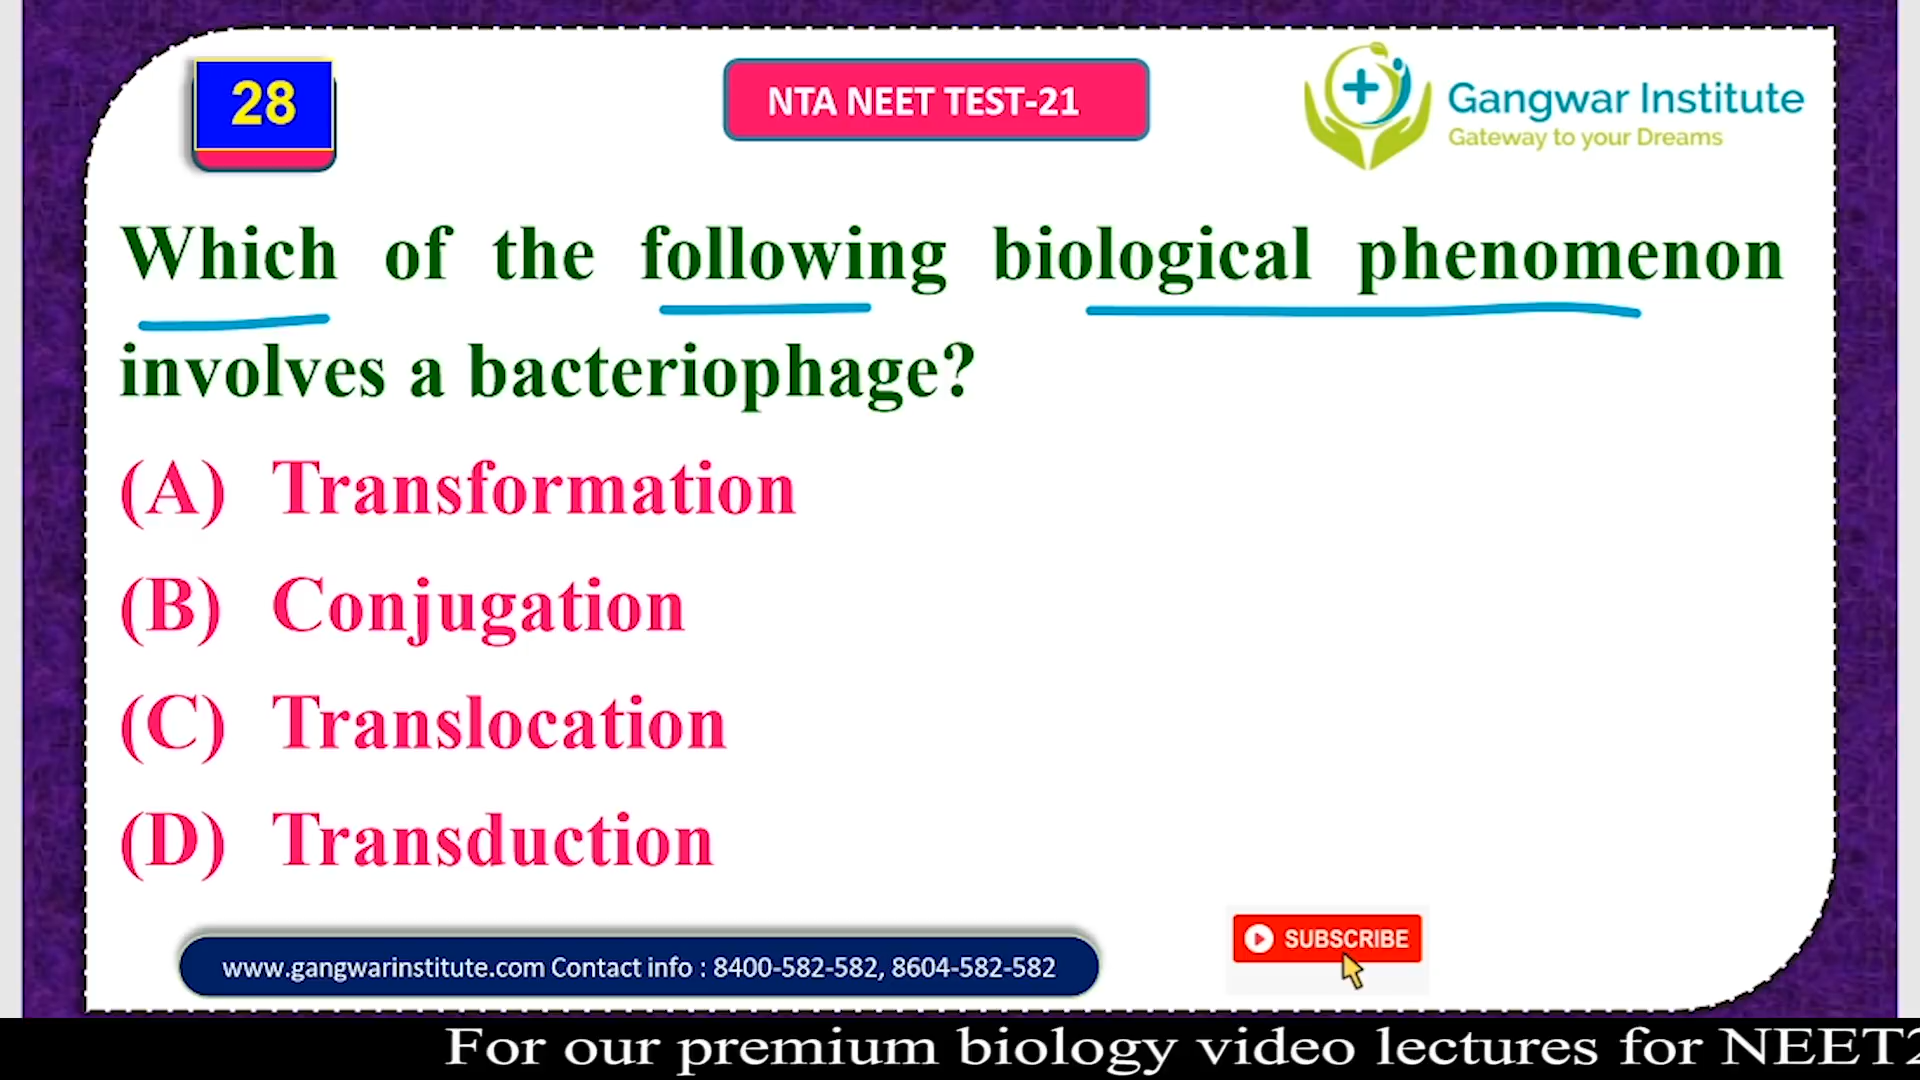 28
NTA NEET TEST-21
Gangwar Institute
Gateway to your Dreams
Which of the following biological phenomenon
involves a bacteriophage?
(A) Transformation
(B) Conjugation
(C) Translocation
(D) Transduction
www.gangwarinstitute.com Contact info : 8400-582-582, 8604-582-582
SUBSCRIBE
For our premium biology video lectures for NEET2